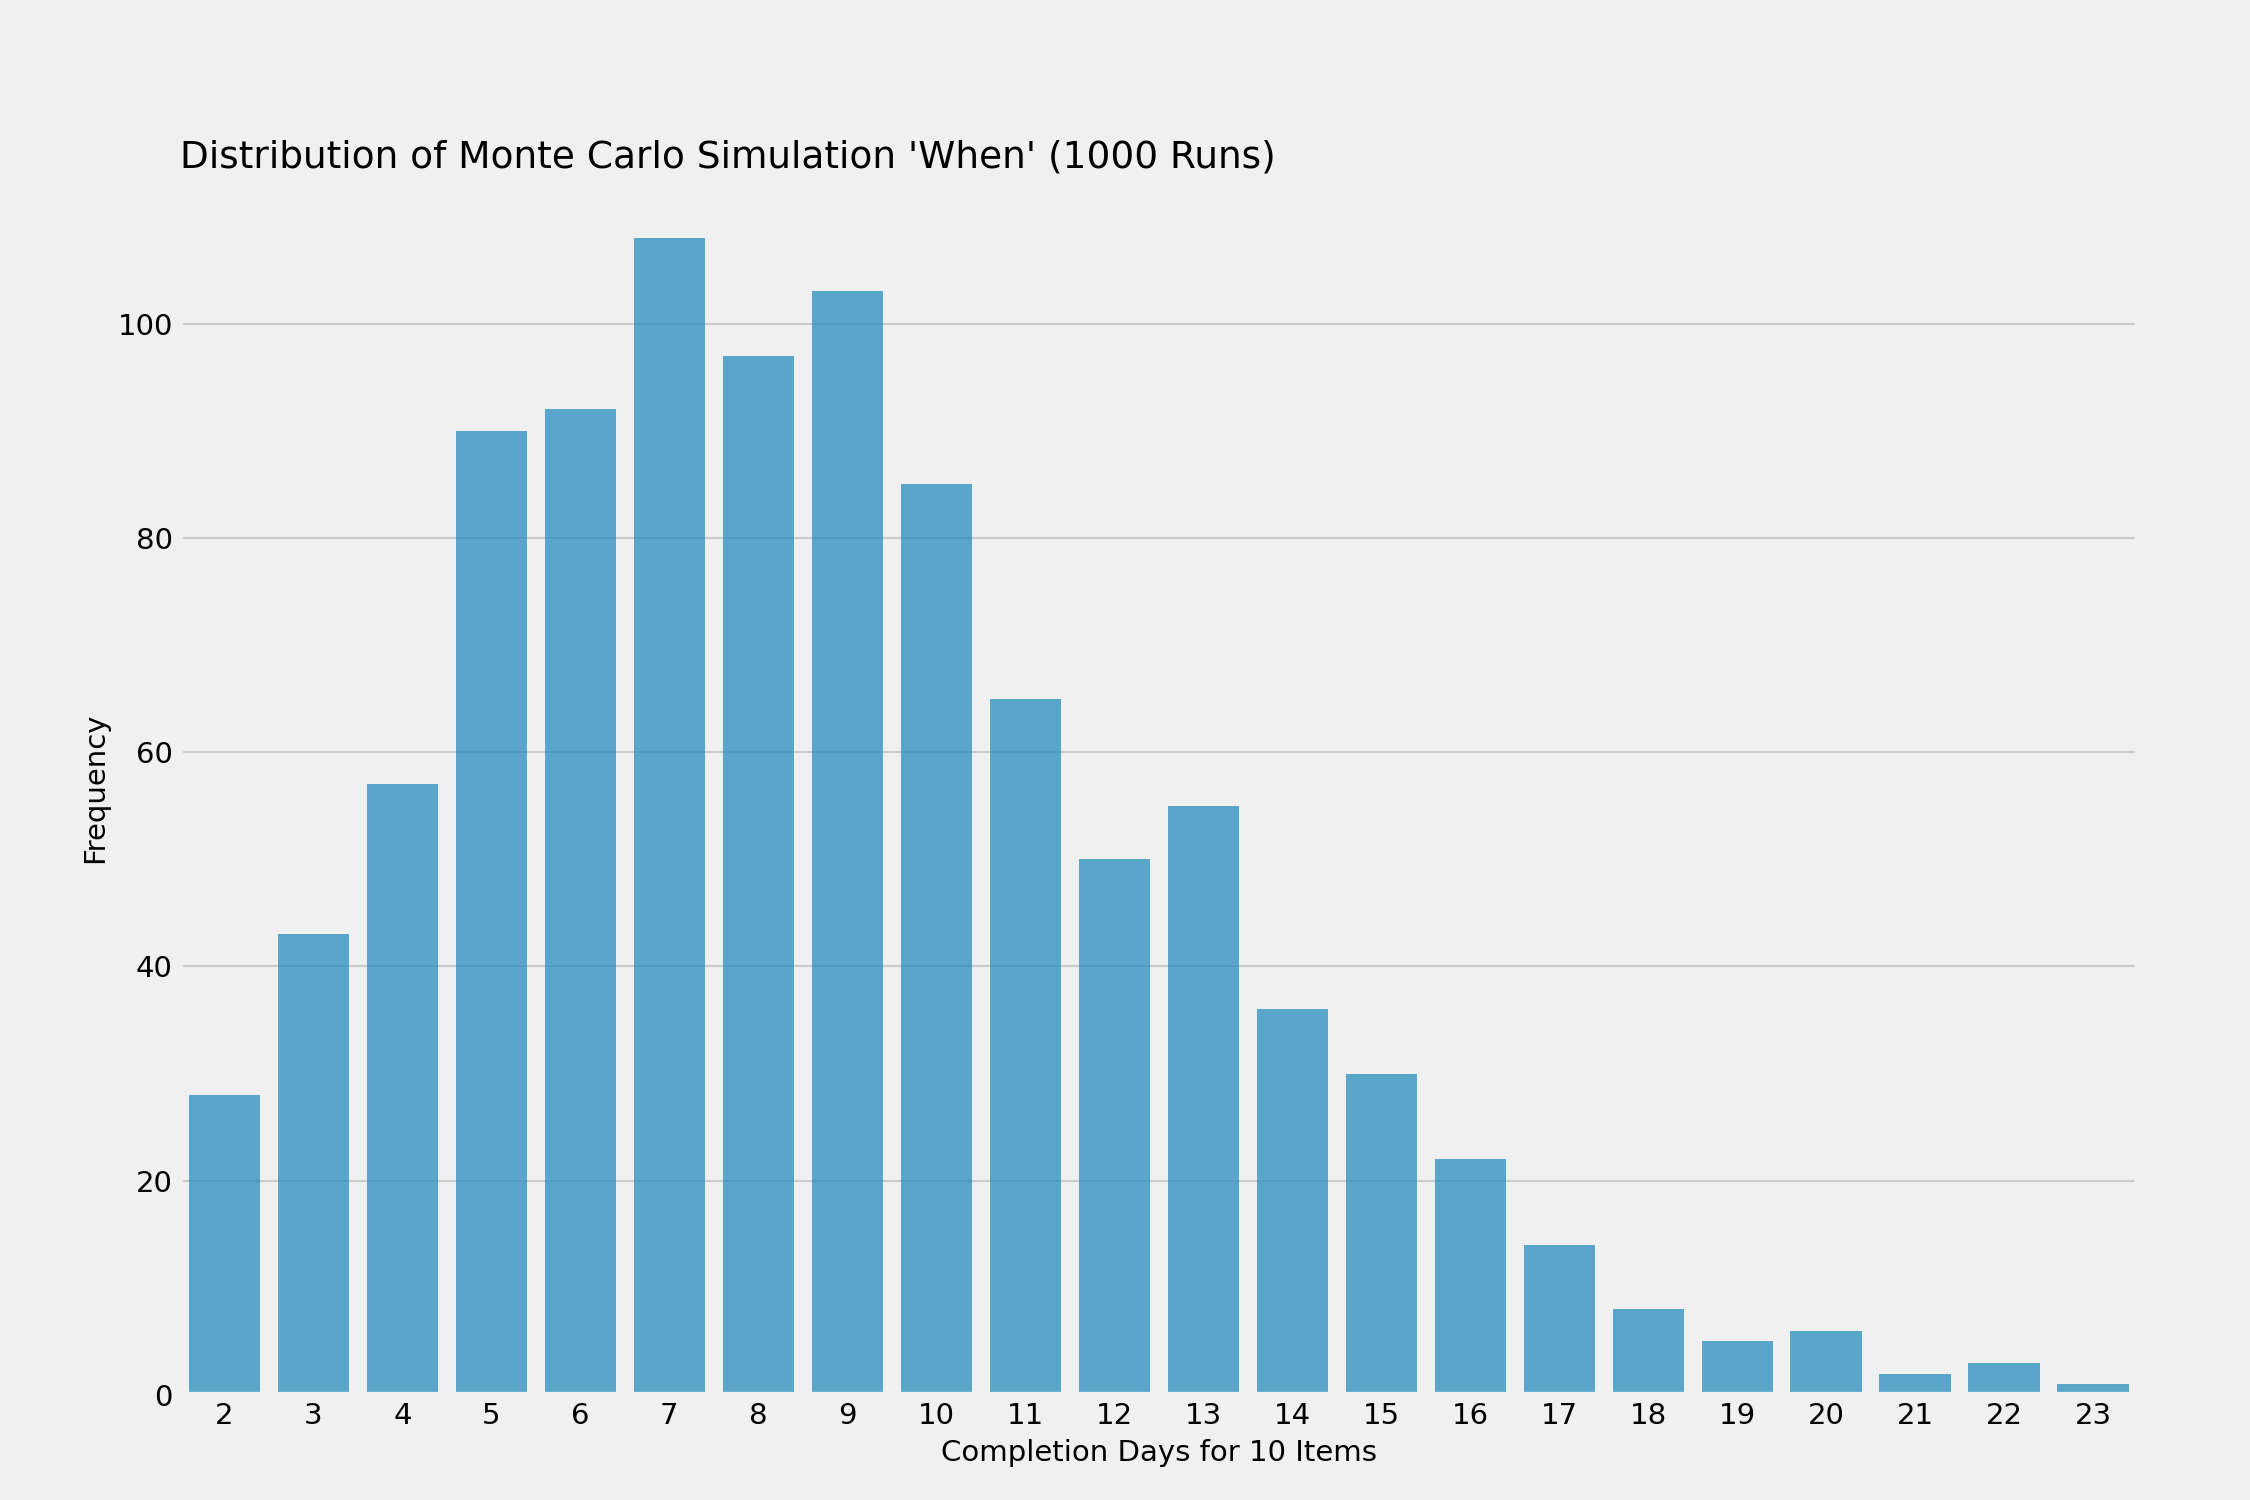 Distribution of Monte Carlo Simulation 'When' (1000 Runs)
100
80
60
40
20
0
Frequency
2 3 4 5 6 7 8 9 10 11 12 13 14 15 16 17 18 19 20 21 22 23
Completion Days for 10 Items